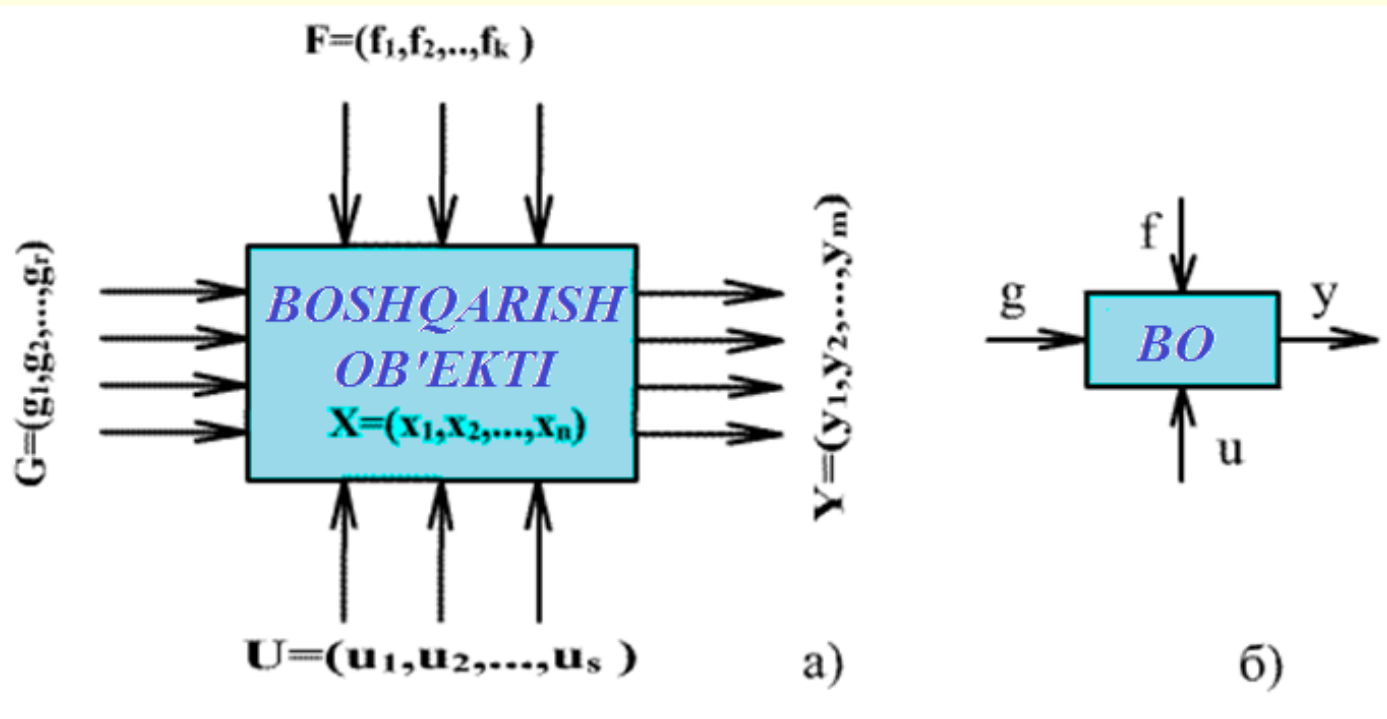 F=(f₁,f₂,..,fₖ )
G=(g₁,g₂,...,gᵣ)
BOSHQARISH
OB'EKTI
X=(x₁,x₂,...,xₙ)
Y=(y₁,y₂,...,yₘ)
U=(u₁,u₂,...,uₛ )
a)
f
g
BO
y
u
б)